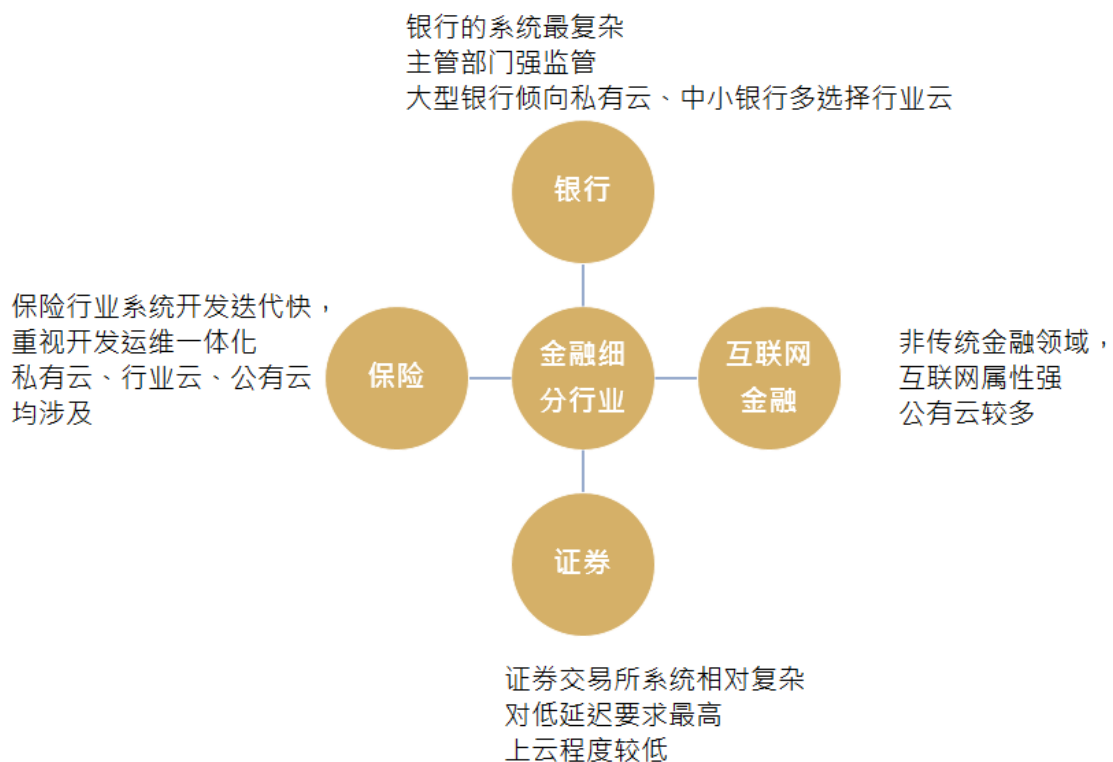 银行的系统最复杂
主管部门强监管
大型银行倾向私有云、中小银行多选择行业云
银行
保险行业系统开发迭代快，
重视开发运维一体化
私有云、行业云、公有云
均涉及
保险
金融细
分行业
互联网
金融
非传统金融领域，
互联网属性强
公有云较多
证券
证券交易所系统相对复杂
对低延迟要求最高
上云程度较低